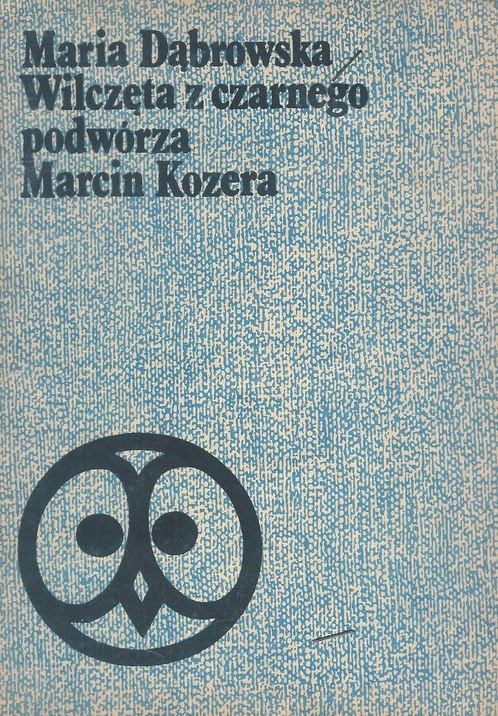 Maria Dąbrowska
Wilczęta z czarnego
podwórza
Marcin Kozera